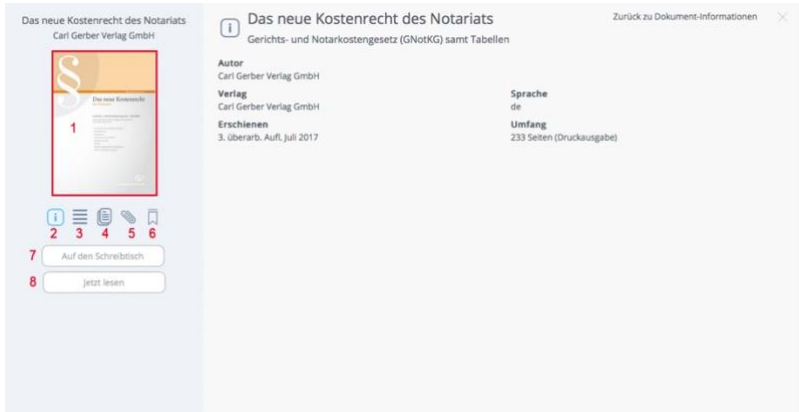 Das neue Kostenrecht des Notariats
Carl Gerber Verlag GmbH
§
Das neue Kostenrecht
1
2 3 4 5 6
7 Auf den Schreibtisch
8 Jetzt lesen
Das neue Kostenrecht des Notariats
Gerichts- und Notarkostengesetz (GNotKG) samt Tabellen
Zurück zu Dokument-Informationen
Autor
Carl Gerber Verlag GmbH
Verlag
Carl Gerber Verlag GmbH
Sprache
de
Erschienen
3. überarb. Aufl. Juli 2017
Umfang
233 Seiten (Druckausgabe)